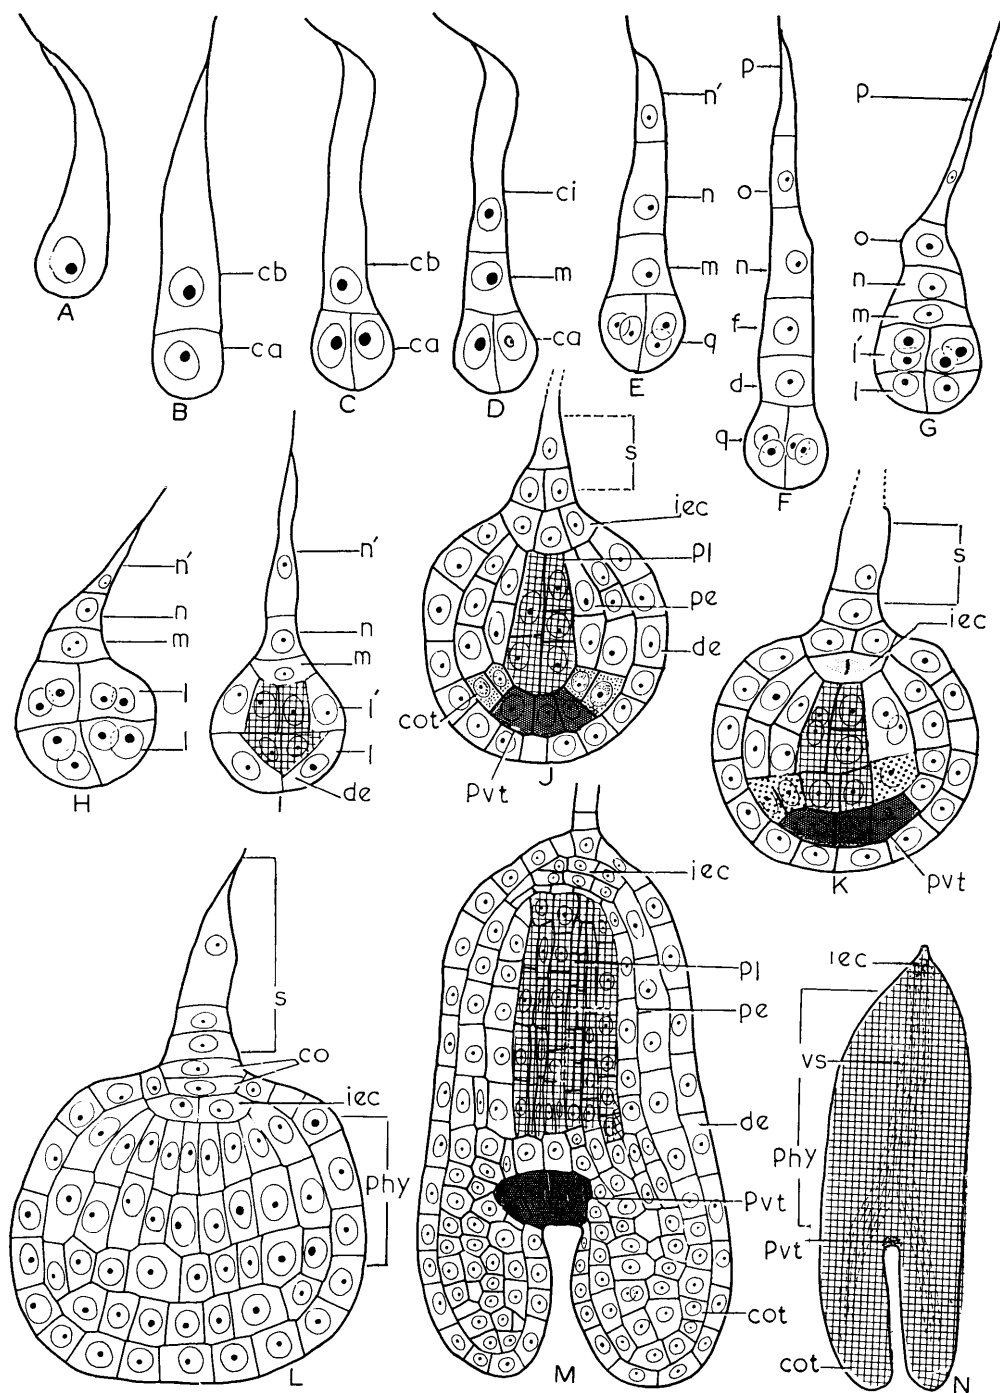 A
cb
ca
B
cb
ca
C
ci
m
ca
D
n′
n
m
q
E
p
o
n
f
d
q
F
p
o
n
m
l′
l
G
n′
n
m
l
H
n′
n
m
l′
l
de
I
s
iec
pl
pe
de
cot
Pvt
J
s
iec
K
pvt
s
co
iec
Phy
L
iec
pl
pe
de
Pvt
cot
M
iec
vs
Phy
Pvt
cot
N